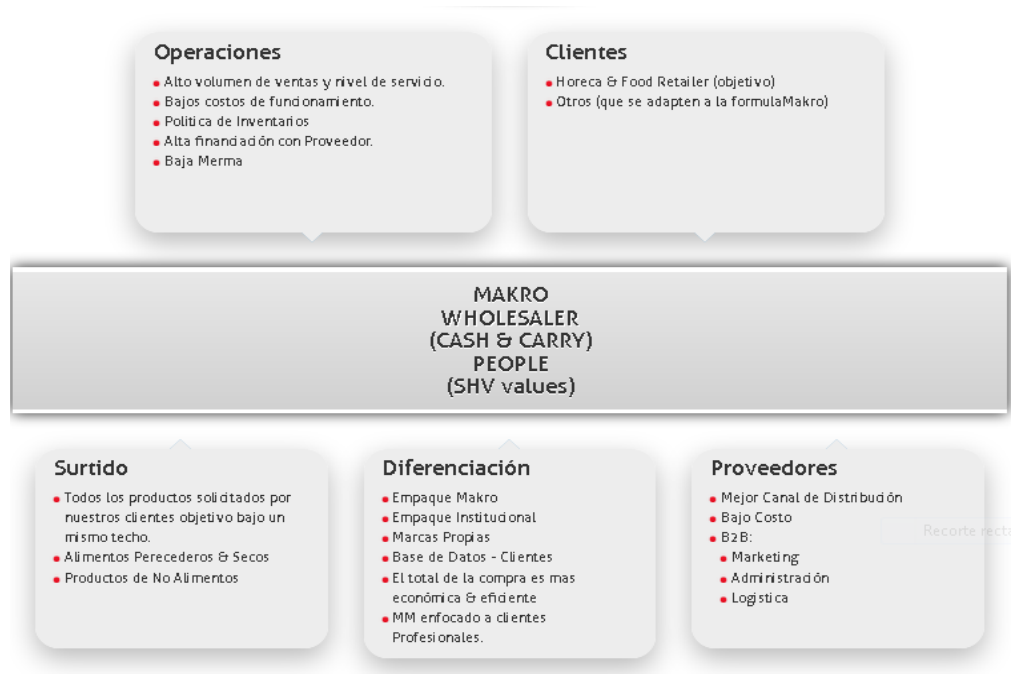 Operaciones
Alto volumen de ventas y nivel de servicio.
Bajos costos de funcionamiento.
Politica de Inventarios
Alta financiación con Proveedor.
Baja Merma
Clientes
Horeca & Food Retailer (objetivo)
Otros (que se adapten a la formulaMakro)
MAKRO
WHOLESALER
(CASH & CARRY)
PEOPLE
(SHV values)
Surtido
Todos los productos solicitados por
nuestros clientes objetivo bajo un
mismo techo.
Alimentos Perecederos & Secos
Productos de No Alimentos
Diferenciación
Empaque Makro
Empaque Institucional
Marcas Propias
Base de Datos - Clientes
El total de la compra es mas
económica & eficiente
MM enfocado a clientes
Profesionales.
Proveedores
Mejor Canal de Distribución
Bajo Costo
B2B:
Marketing
Administración
Logistica
Recorte recta